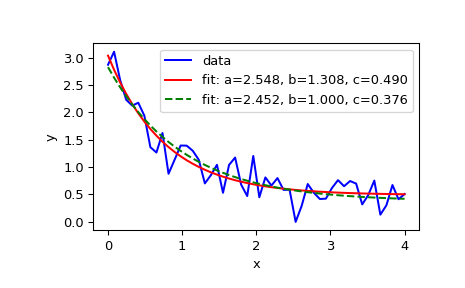 data
fit: a=2.548, b=1.308, c=0.490
fit: a=2.452, b=1.000, c=0.376
3.0
2.5
2.0
1.5
1.0
0.5
0.0
y
0 1 2 3 4
x